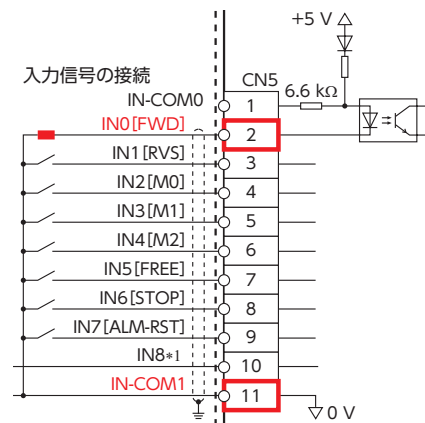 +5 V
入力信号の接続
CN5
6.6 kΩ
IN-COM0 1
IN0[FWD] 2
IN1[RVS] 3
IN2[M0] 4
IN3[M1] 5
IN4[M2] 6
IN5[FREE] 7
IN6[STOP] 8
IN7[ALM-RST] 9
IN8*1 10
IN-COM1 11
0 V